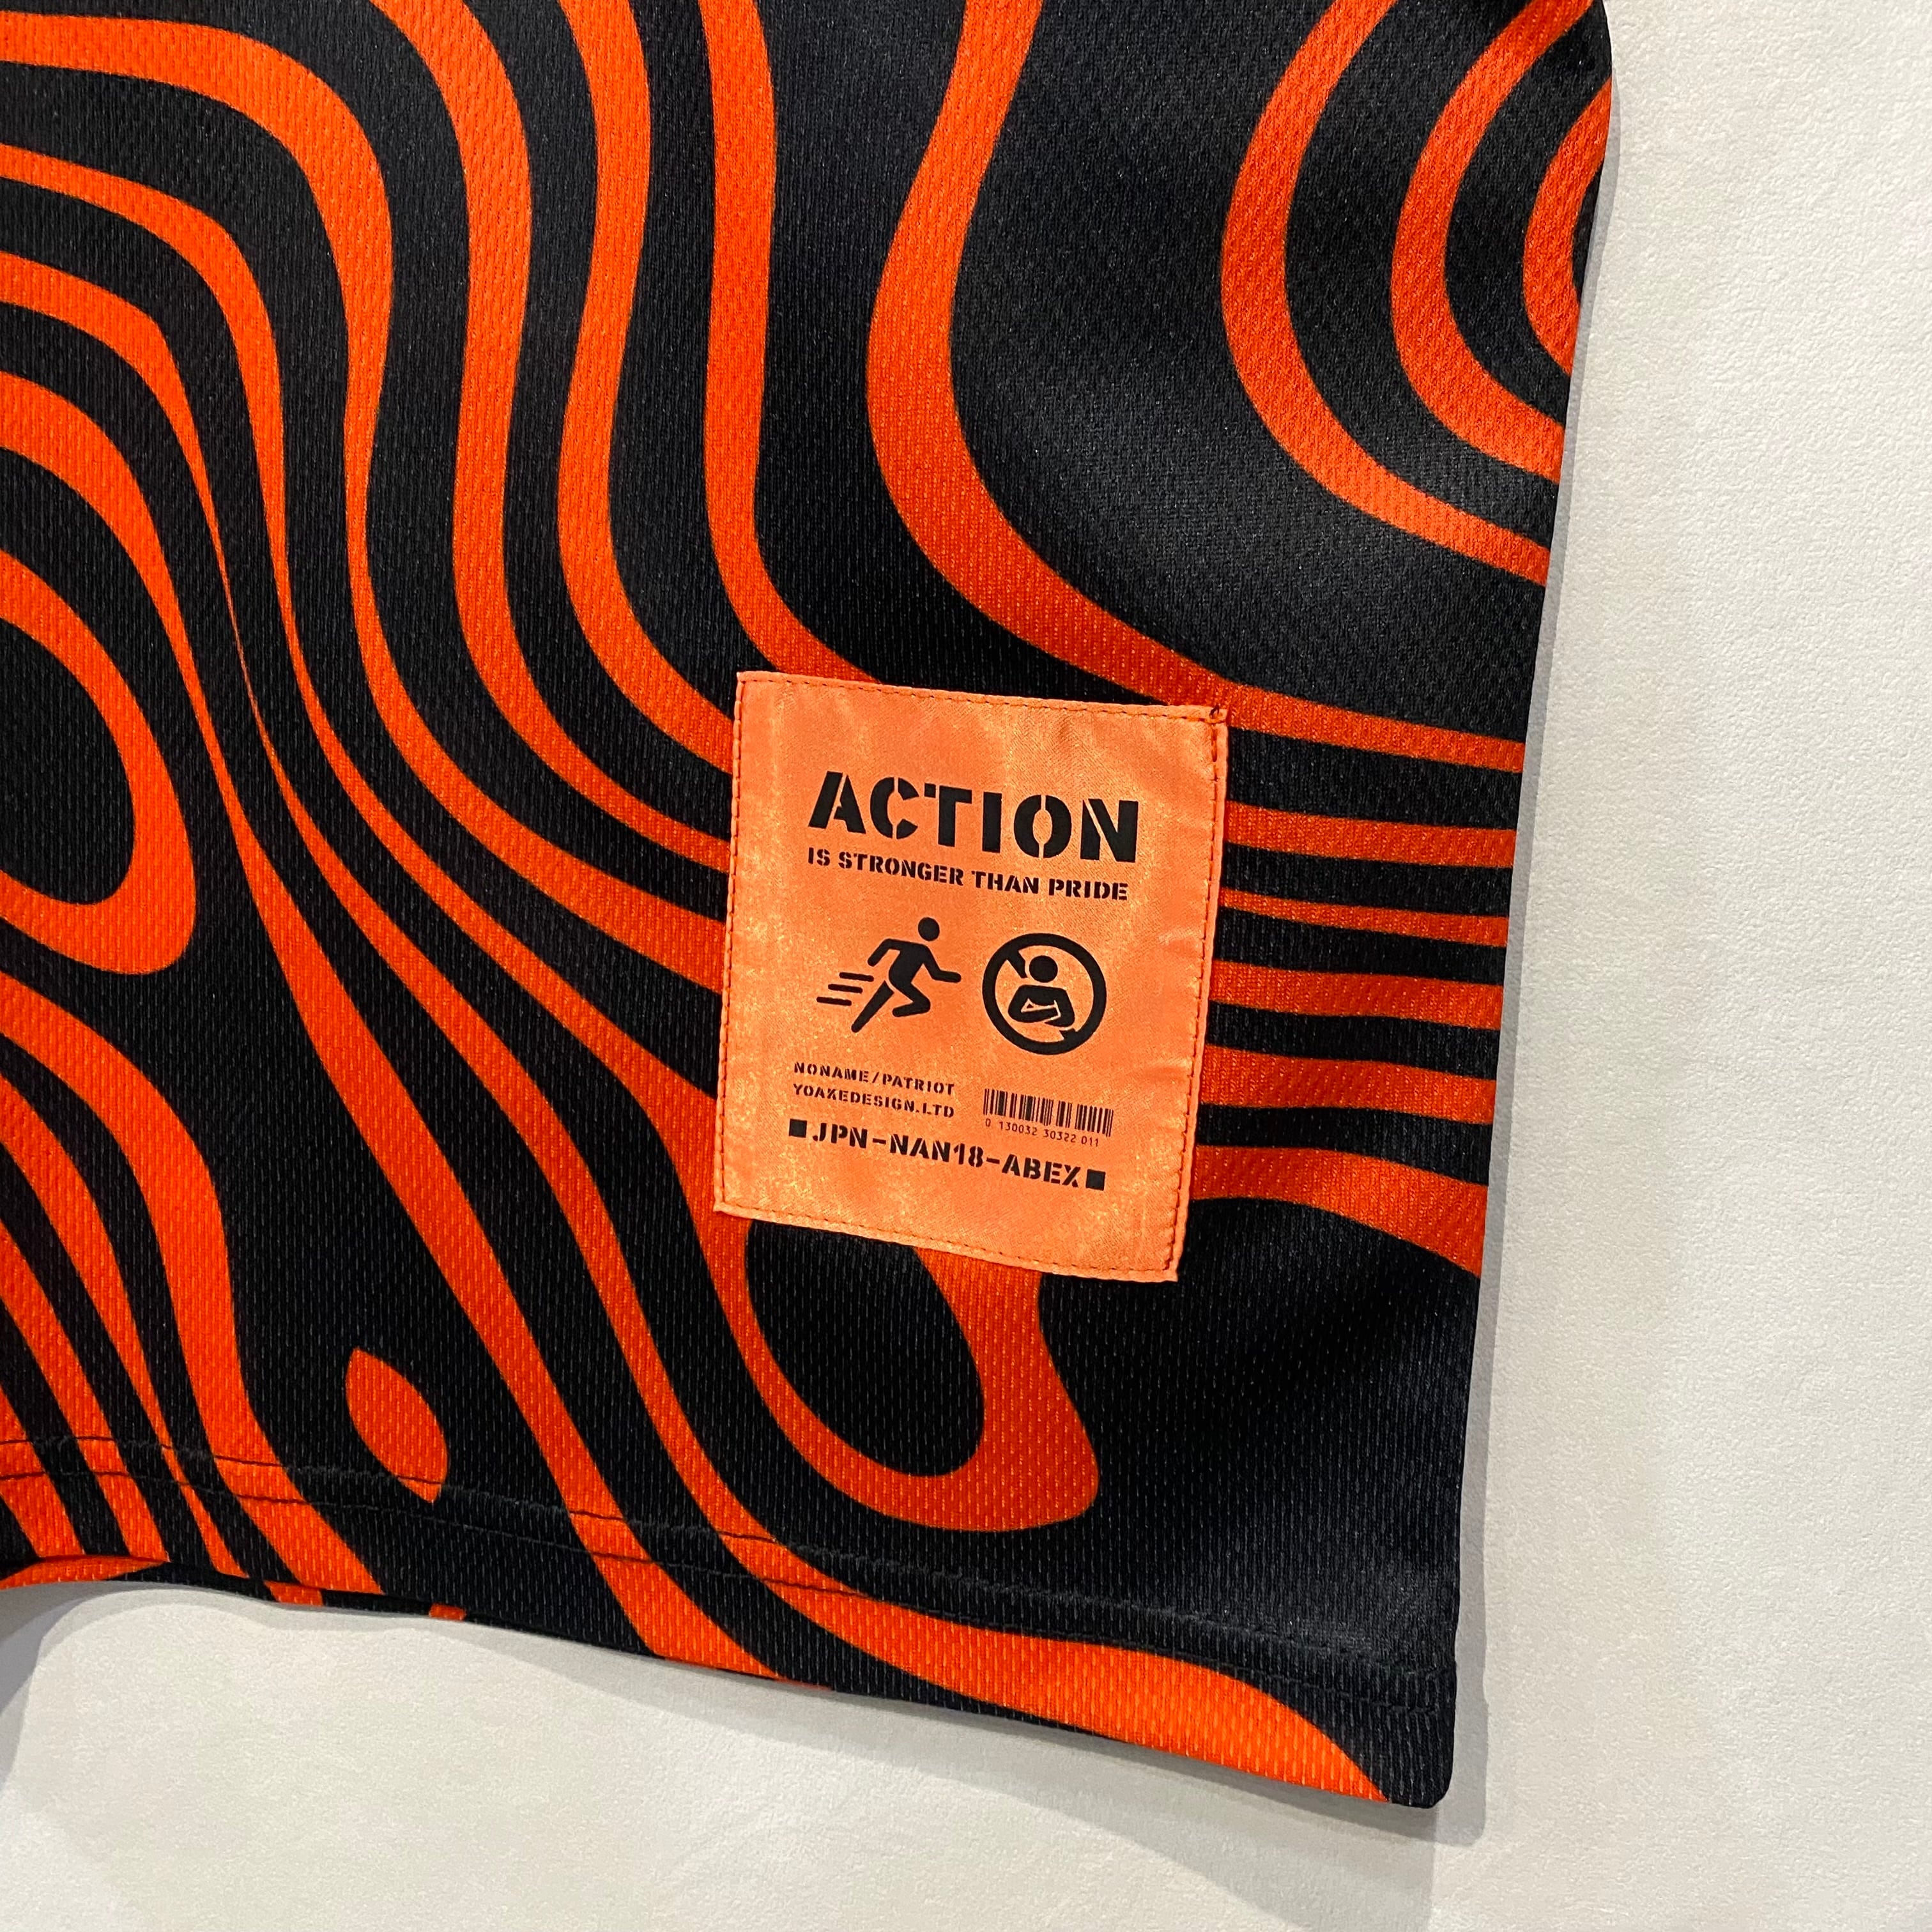 ACTION
IS STRONGER THAN PRIDE
NONAME/PATRIOT
YOAKEDESIGN.LTD
0 130032 30322 011
■JPN-NAN18-ABEX■